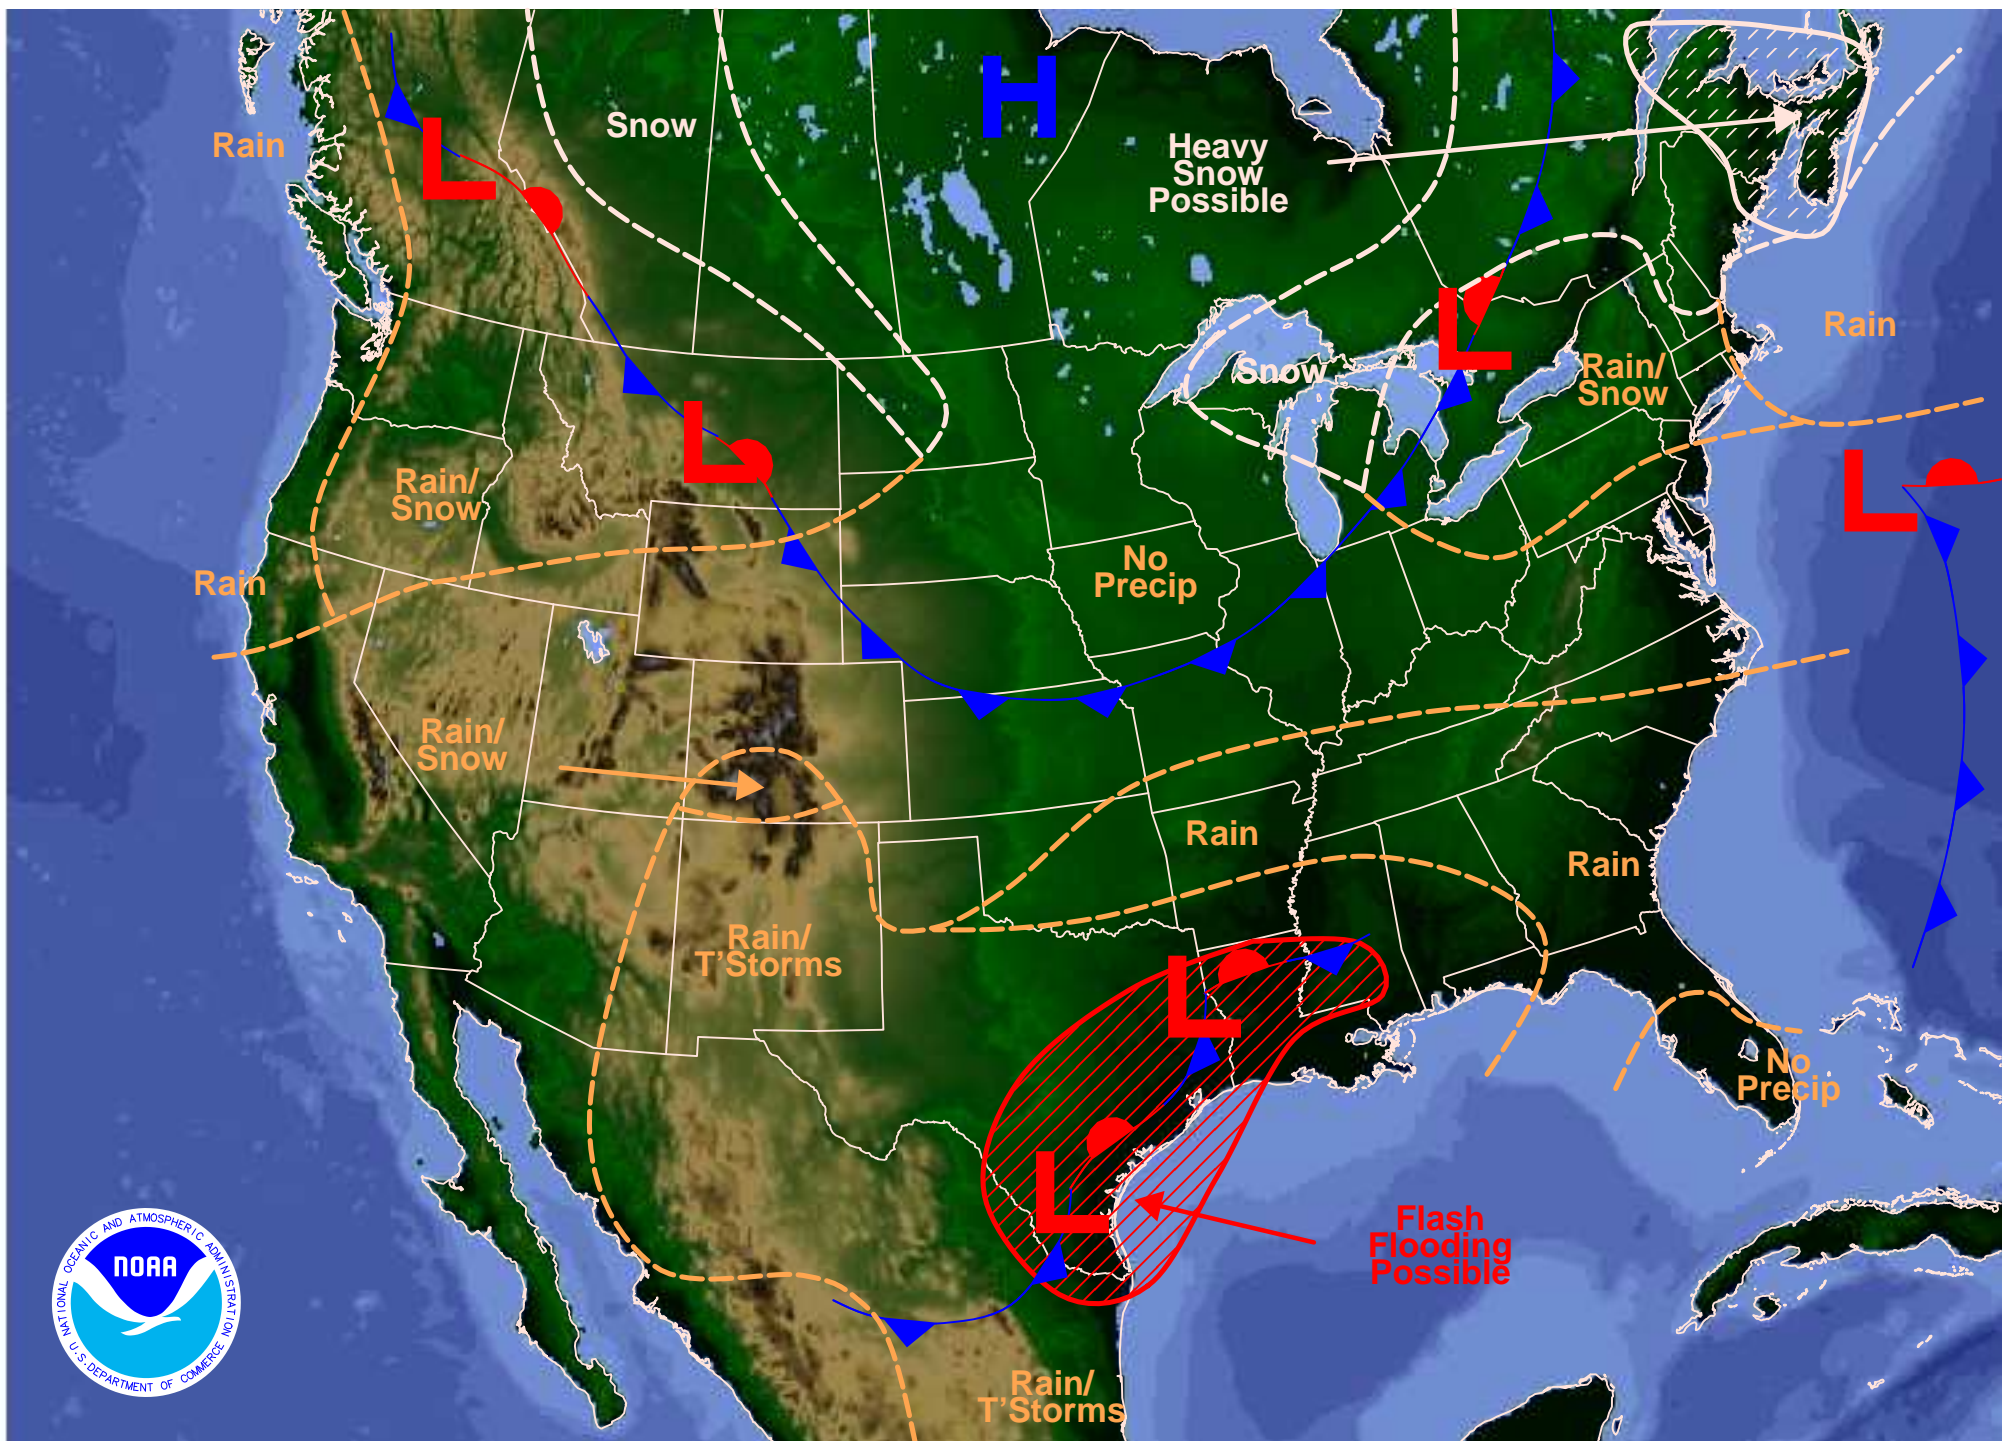 H
Snow
Rain
L
Heavy
Snow
Possible
L
Rain
Snow
Rain/
Snow
L
L
Rain/
Snow
No
Precip
Rain
Rain/
Snow
Rain
Rain
Rain/
T'Storms
L
No
Precip
L
Flash
Flooding
Possible
NATIONAL OCEANIC AND ATMOSPHERIC ADMINISTRATION
NOAA
U.S. DEPARTMENT OF COMMERCE
Rain/
T'Storms